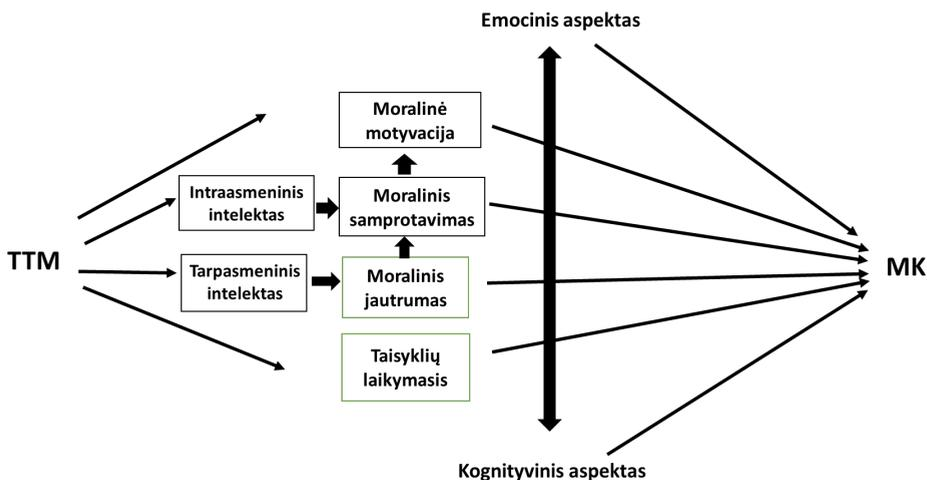 Emocinis aspektas
Moralinė
motyvacija
Intraasmeninis
intelektas
Moralinis
samprotavimas
TTM
Tarpasmeninis
intelektas
Moralinis
jautrumas
MK
Taisyklių
laikymasis
Kognityvinis aspektas